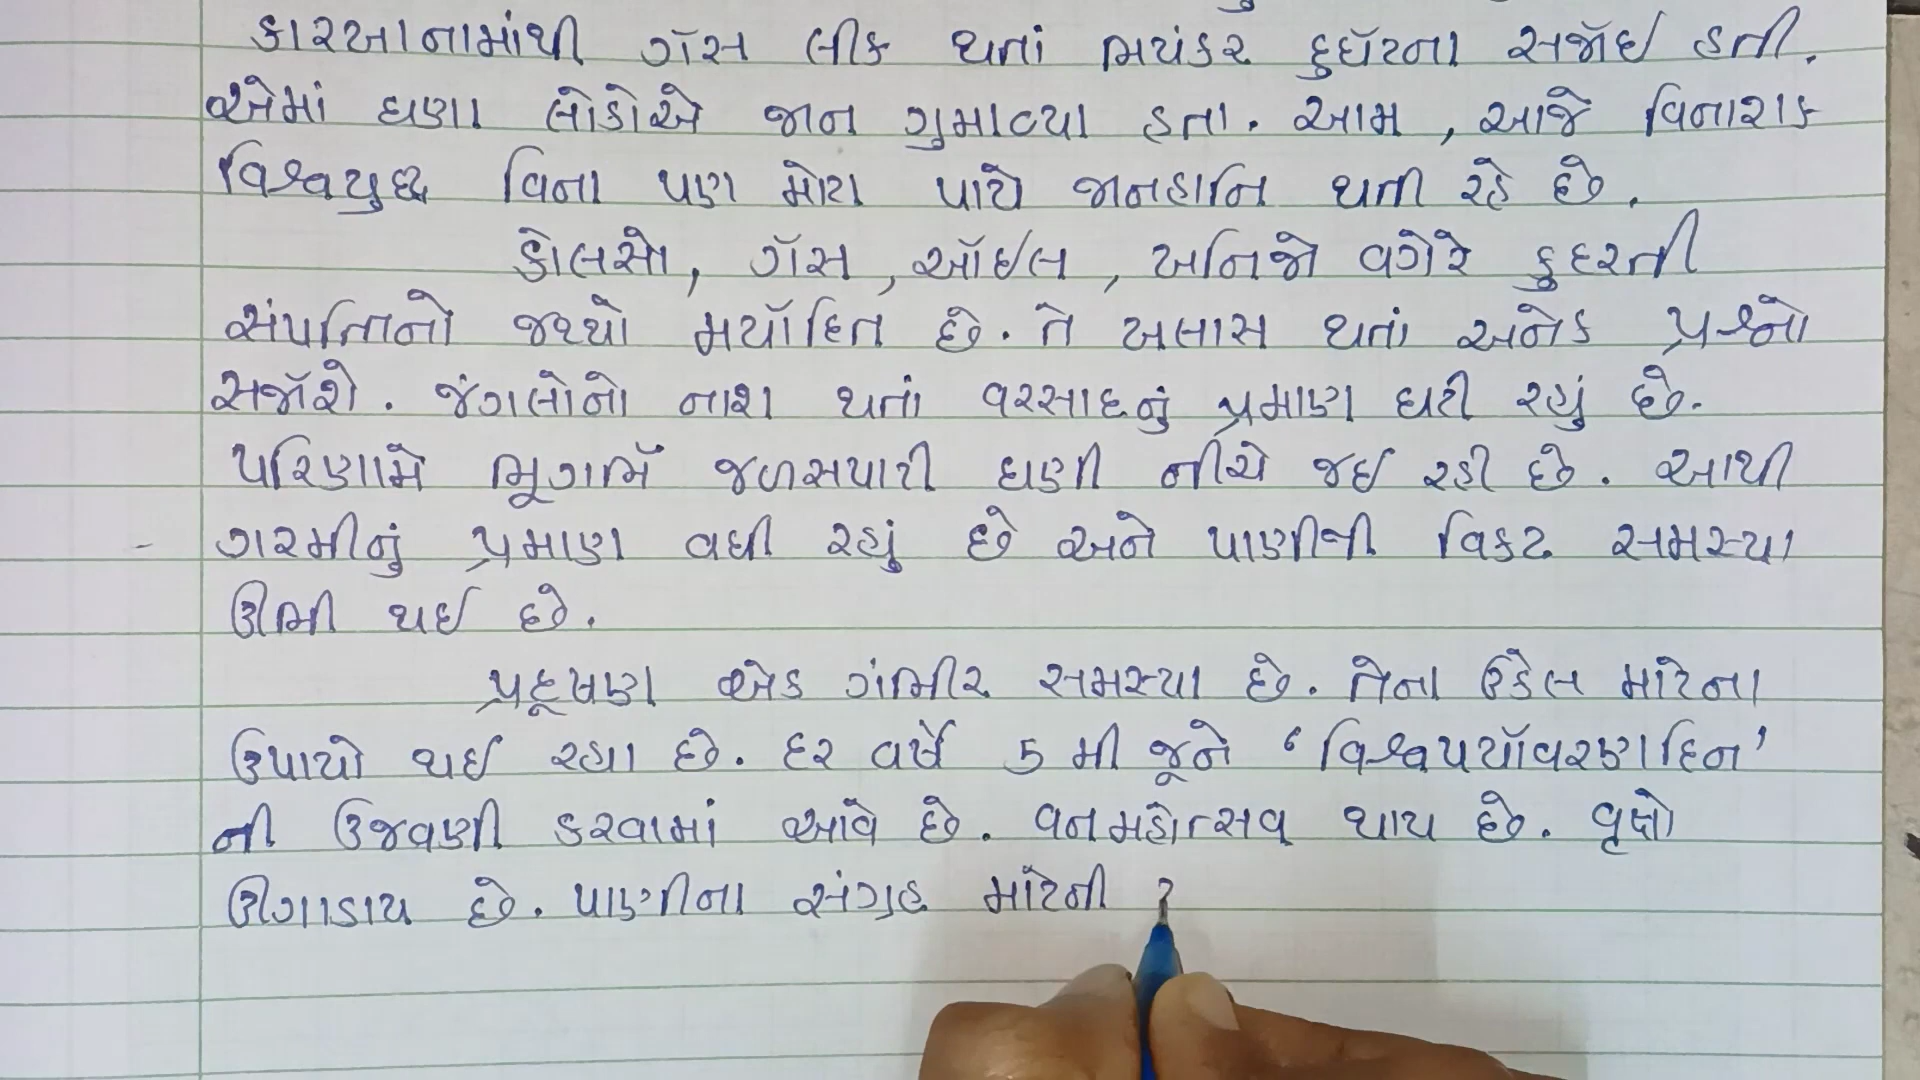 કારખાનામાંથી ગૅસ લીક થતાં ભયંકર દુર્ઘટના સર્જાઈ હતી.
એમાં ઘણા લોકોએ જાન ગુમાવ્યા હતા. આમ, આજે વિનાશક
વિશ્વયુદ્ધ વિના પણ મોટા પાયે જાનહાનિ થતી રહે છે.
કોલસો, ગૅસ, ઑઇલ, ખનિજો વગેરે કુદરતી
સંપત્તિનો જથ્થો મર્યાદિત છે. તે ખલાસ થતાં અનેક પ્રશ્નો
સર્જાશે. જંગલોનો નાશ થતાં વરસાદનું પ્રમાણ ઘટી રહ્યું છે.
પરિણામે ભૂગર્ભ જળસપાટી ઘણી નીચે જઈ રહી છે. આથી
ગરમીનું પ્રમાણ વધી રહ્યું છે અને પાણીની વિકટ સમસ્યા
ઊભી થઈ છે.
પ્રદૂષણ એક ગંભીર સમસ્યા છે. તેના ઉકેલ માટેના
ઉપાયો થઈ રહ્યા છે. દર વર્ષે 5 મી જૂને ‘વિશ્વપર્યાવરણદિન’
ની ઉજવણી કરવામાં આવે છે. વનમહોત્સવ થાય છે. વૃક્ષો
ઊગાડાય છે. પાણીના સંગ્રહ માટેની